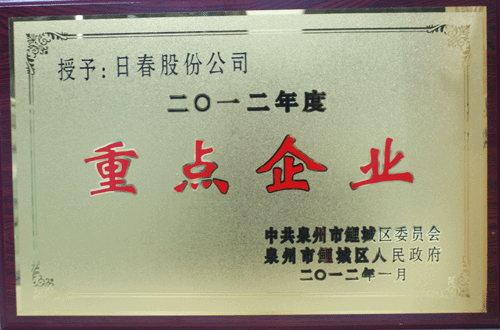 授予:日春股份公司
二〇一二年度
重点企业
中共泉州市鲤城区委员会
泉州市鲤城区人民政府
二〇一二年一月